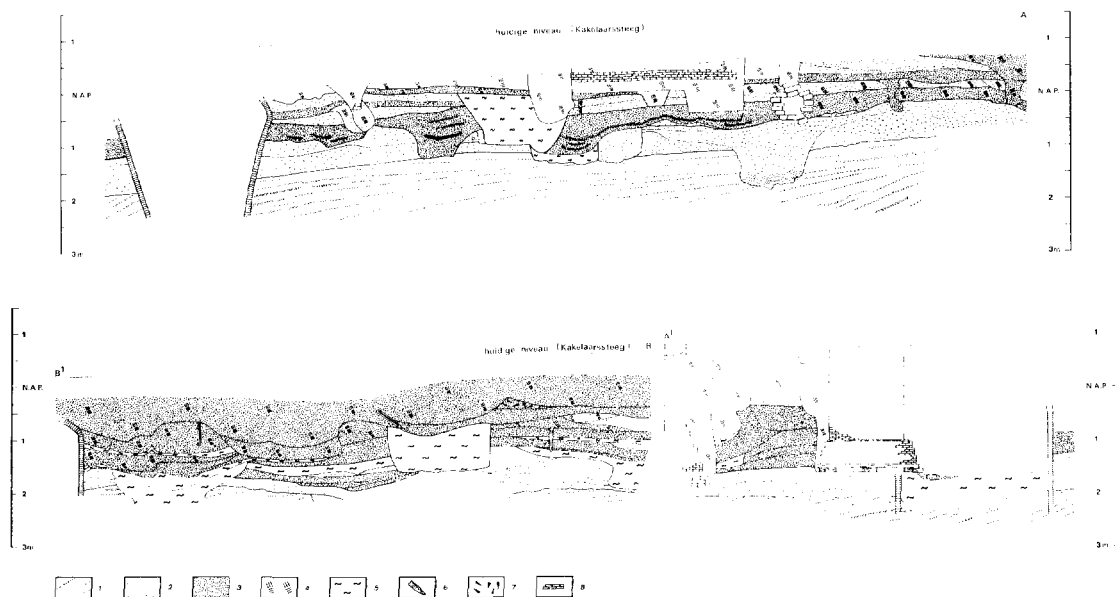 A
huidige niveau (Kakelaarssteeg)
1 1
N.A.P. N.A.P.
1 1
2 2
3m 3m
huidige niveau (Kakelaarssteeg) B A¹
B¹
1 1
N.A.P. N.A.P.
1 1
2 2
3m 3m
1 2 3 4 5 6 7 8